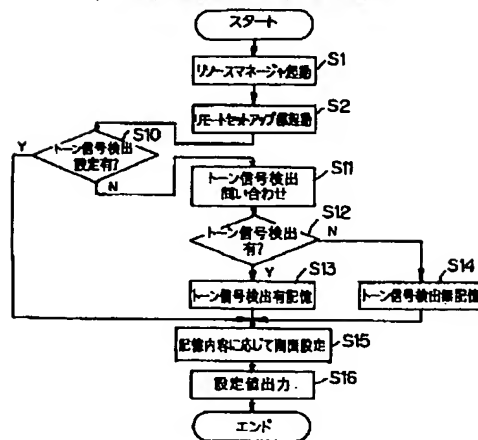 スタート
S1
リソースマネージャ起動
S2
リモートセットアップ部起動
S10
トーン信号検出
設定有?
Y
N
S11
トーン信号検出
問い合わせ
S12
トーン信号検出
有?
N
Y
S13
トーン信号検出有記憶
S14
トーン信号検出無記憶
S15
記憶内容に応じて画面設定
S16
設定値出力
エンド